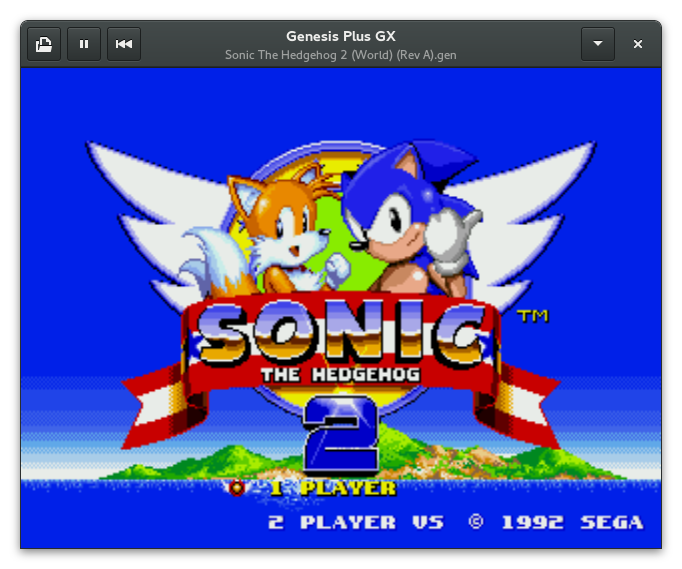 Genesis Plus GX
Sonic The Hedgehog 2 (World) (Rev A).gen
SONIC TM
THE HEDGEHOG
2
1 PLAYER
2 PLAYER VS © 1992 SEGA